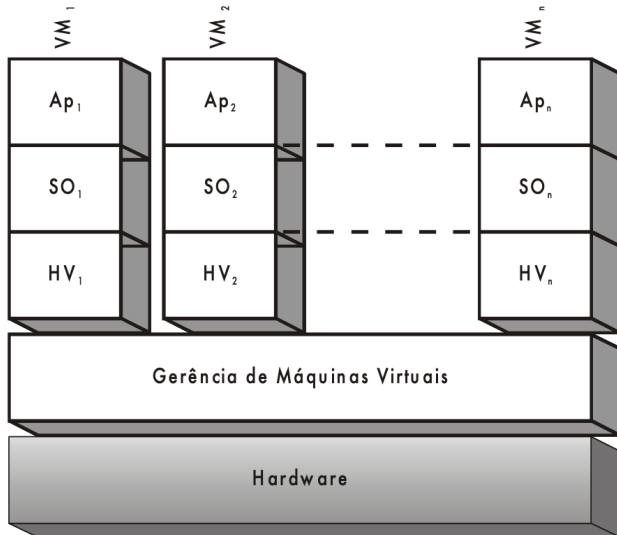 VM₁ VM₂ VMₙ
Ap₁ Ap₂ Apₙ
SO₁ SO₂ SOₙ
HV₁ HV₂ HVₙ
Gerência de Máquinas Virtuais
Hardware